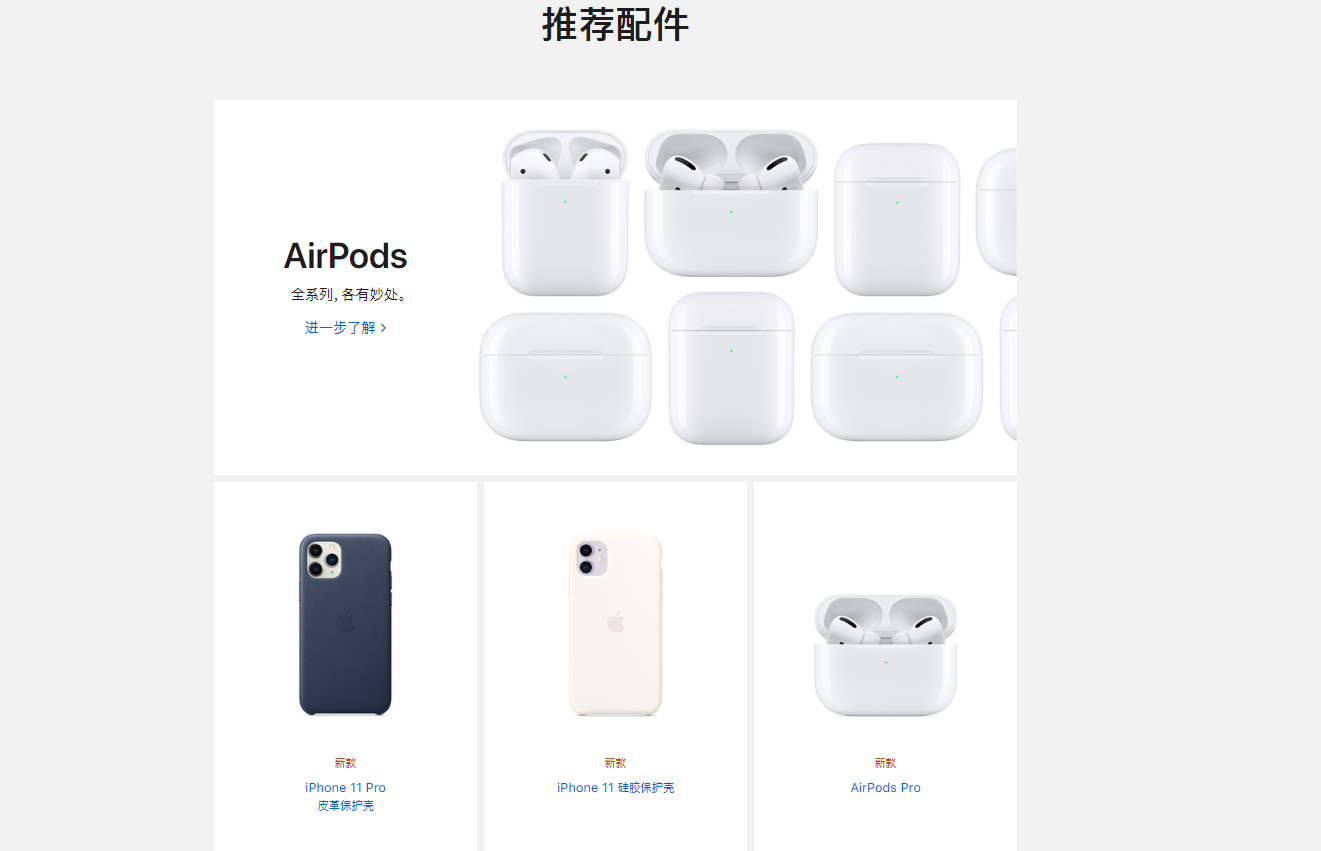 推荐配件
AirPods
全系列, 各有妙处。
进一步了解 >
新款
iPhone 11 Pro
皮革保护壳
新款
iPhone 11 硅胶保护壳
新款
AirPods Pro